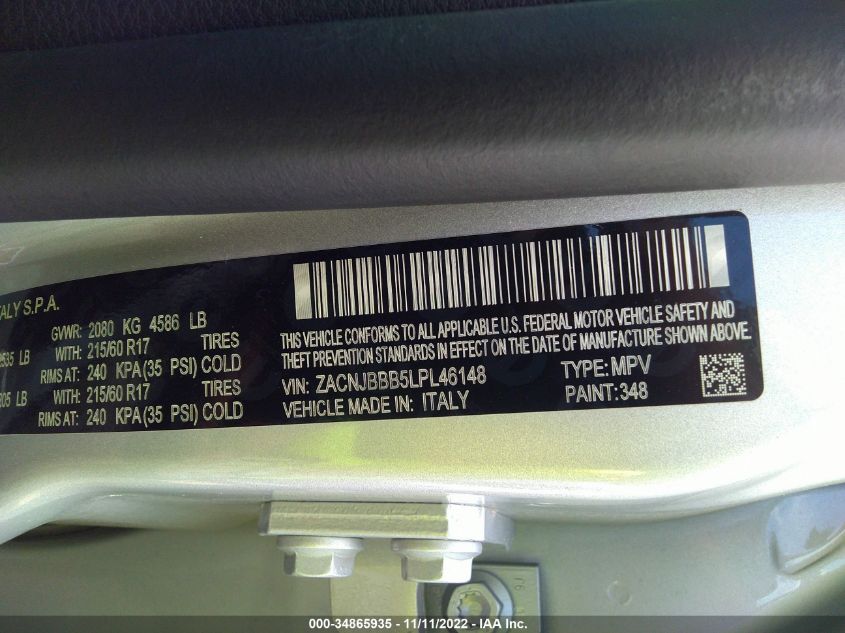 ITALY S.P.A.
GVWR: 2080 KG 4586 LB
LB WITH: 215/60 R17 TIRES
RIMS AT: 240 KPA(35 PSI) COLD
LB WITH: 215/60 R17 TIRES
RIMS AT: 240 KPA(35 PSI) COLD
THIS VEHICLE CONFORMS TO ALL APPLICABLE U.S. FEDERAL MOTOR VEHICLE SAFETY AND
THEFT PREVENTION STANDARDS IN EFFECT ON THE DATE OF MANUFACTURE SHOWN ABOVE.
VIN: ZACNJBBB5LPL46148 TYPE: MPV
VEHICLE MADE IN: ITALY PAINT: 348
000-34865935 - 11/11/2022 - IAA Inc.